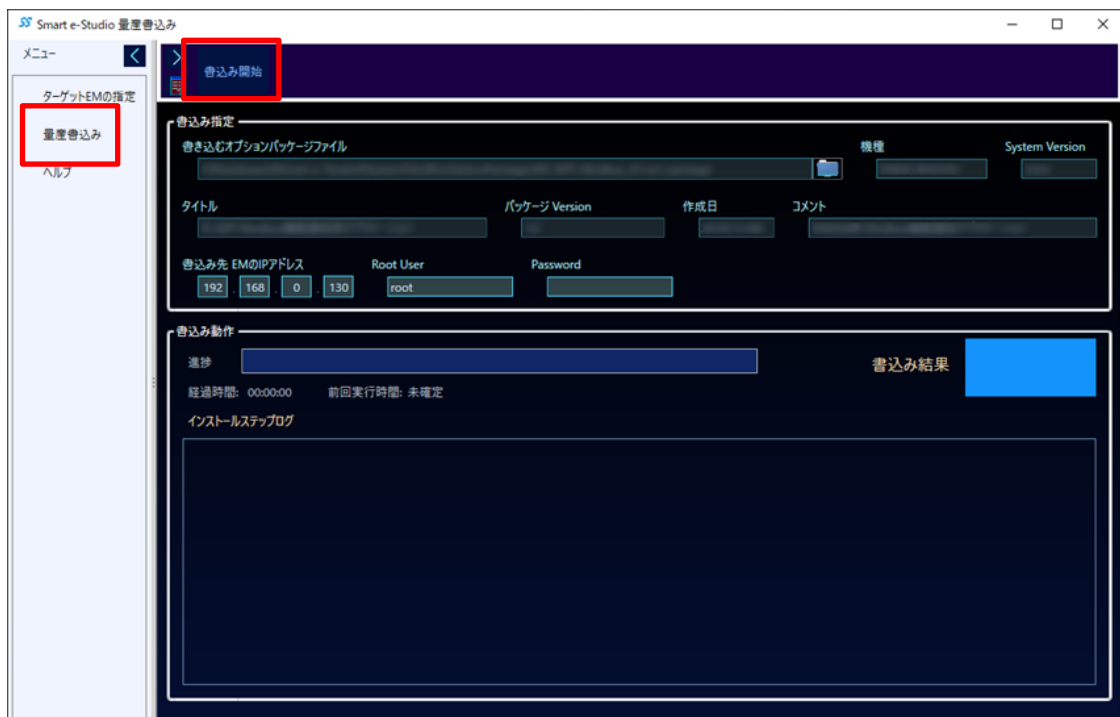 SS Smart e-Studio 量産書込み
メニュー
ターゲットEMの指定
量産書込み
ヘルプ
書込み開始
書込み指定
書き込むオプションパッケージファイル 機種 System Version
タイトル パッケージ Version 作成日 コメント
書込み先 EMのIPアドレス Root User Password
192 . 168 . 0 . 130 root
書込み動作
進捗 書込み結果
経過時間: 00:00:00 前回実行時間: 未確定
インストールステップログ